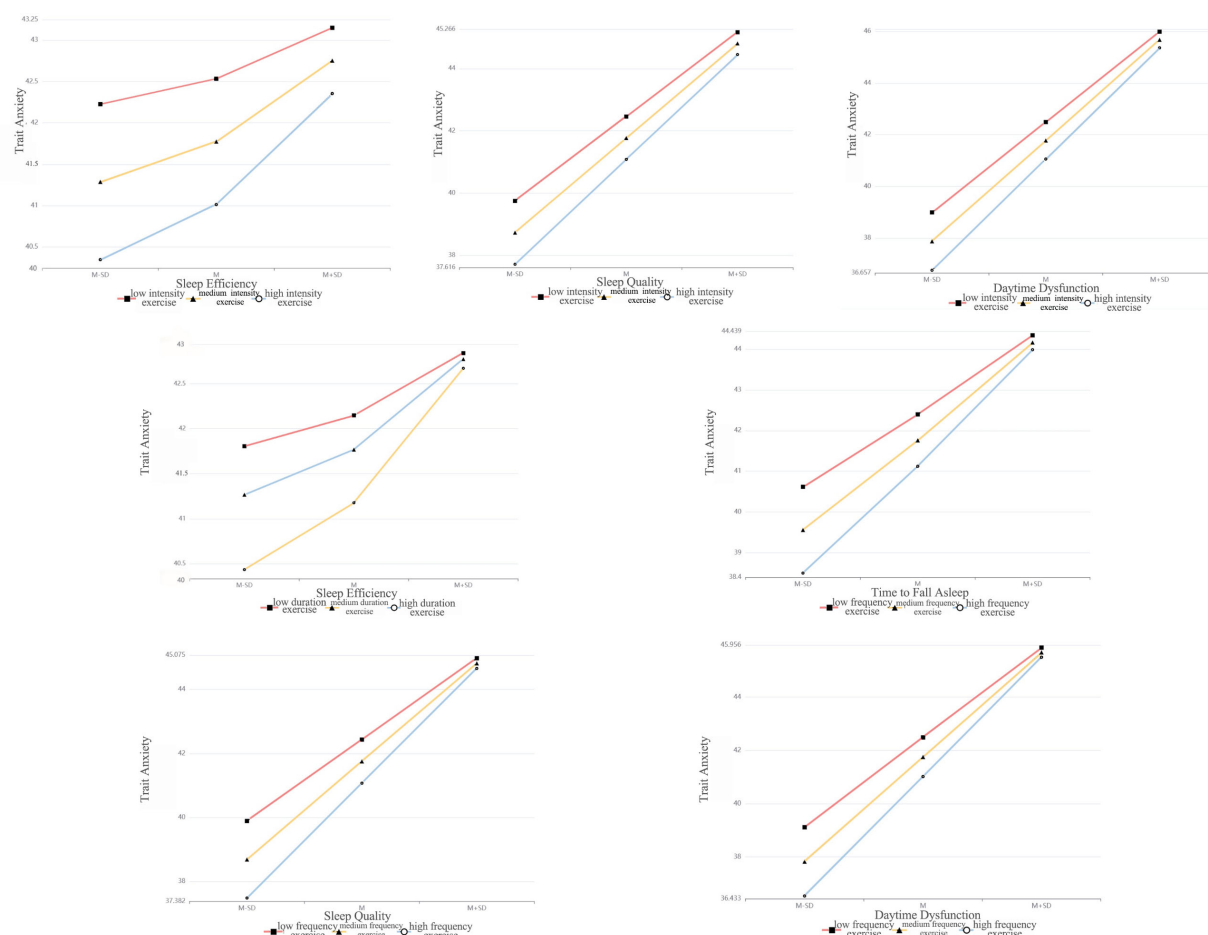 43.25
43
42.5
42
41.5
41
40.5
40
Trait Anxiety
M-SD
M
M+SD
Sleep Efficiency
low intensity exercise
medium intensity exercise
high intensity exercise
45.266
44
42
40
38
37.616
Trait Anxiety
M-SD
M
M+SD
Sleep Quality
low intensity exercise
medium intensity exercise
high intensity exercise
46
44
42
40
38
36.657
Trait Anxiety
M-SD
M
M+SD
Daytime Dysfunction
low intensity exercise
medium intensity exercise
high intensity exercise
43
42.5
42
41.5
41
40.5
40
Trait Anxiety
M-SD
M
M+SD
Sleep Efficiency
low duration exercise
medium duration exercise
high duration exercise
44.439
44
43
42
41
40
39
38.4
Trait Anxiety
M-SD
M
M+SD
Time to Fall Asleep
low frequency exercise
medium frequency exercise
high frequency exercise
45.075
44
42
40
38
37.382
Trait Anxiety
M-SD
M
M+SD
Sleep Quality
low frequency exercise
medium frequency exercise
high frequency exercise
45.956
44
42
40
38
36.433
Trait Anxiety
M-SD
M
M+SD
Daytime Dysfunction
low frequency exercise
medium frequency exercise
high frequency exercise